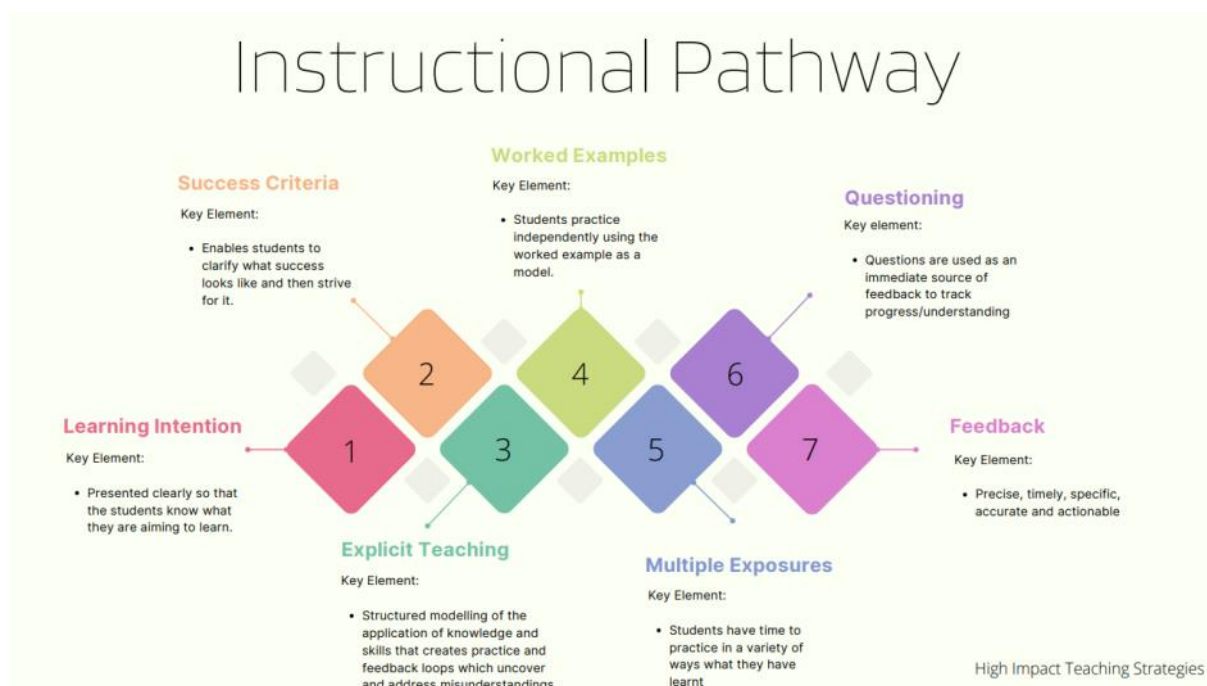 Instructional Pathway
Worked Examples
Key Element:
• Students practice
independently using the
worked example as a
model.
Success Criteria
Key Element:
• Enables students to
clarify what success
looks like and then strive
for it.
Questioning
Key element:
• Questions are used as an
immediate source of
feedback to track
progress/understanding
2
4
6
1
3
5
7
Learning Intention
Key Element:
• Presented clearly so that
the students know what
they are aiming to learn.
Feedback
Key Element:
• Precise, timely, specific,
accurate and actionable
Explicit Teaching
Key Element:
• Structured modelling of the
application of knowledge and
skills that creates practice and
feedback loops which uncover
and address misunderstandings
Multiple Exposures
Key Element:
• Students have time to
practice in a variety of
ways what they have
learnt
High Impact Teaching Strategies